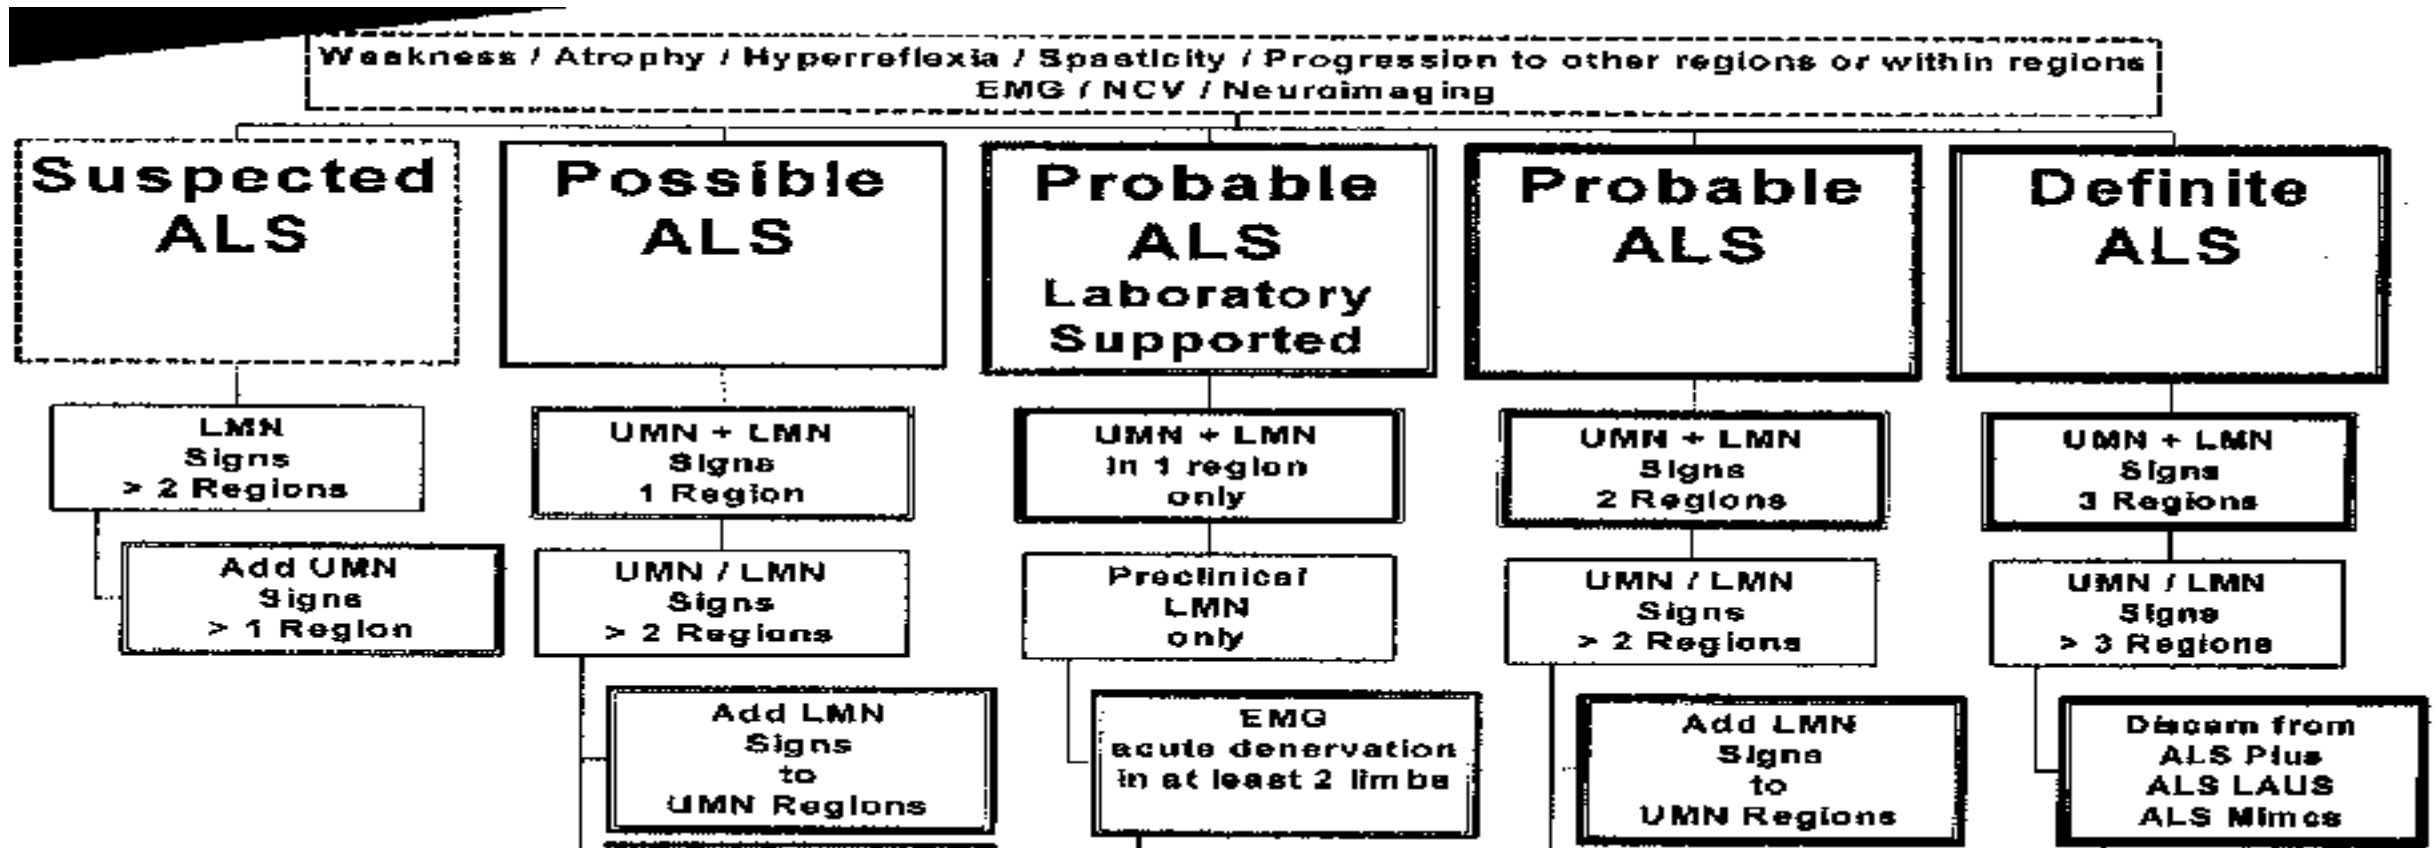 Weakness / Atrophy / Hyperreflexia / Spasticity / Progression to other regions or within regions
EMG / NCV / Neuroimaging
Suspected
ALS
Possible
ALS
Probable
ALS
Laboratory
Supported
Probable
ALS
Definite
ALS
LMN
Signs
> 2 Regions
Add UMN
Signs
> 1 Region
UMN + LMN
Signs
1 Region
UMN / LMN
Signs
> 2 Regions
Add LMN
Signs
to
UMN Regions
UMN + LMN
in 1 region
only
Preclinical
LMN
only
EMG
acute denervation
in at least 2 limbs
UMN + LMN
Signs
2 Regions
UMN / LMN
Signs
> 2 Regions
Add LMN
Signs
to
UMN Regions
UMN + LMN
Signs
3 Regions
UMN / LMN
Signs
> 3 Regions
Discern from
ALS Plus
ALS LAUS
ALS Mimcs